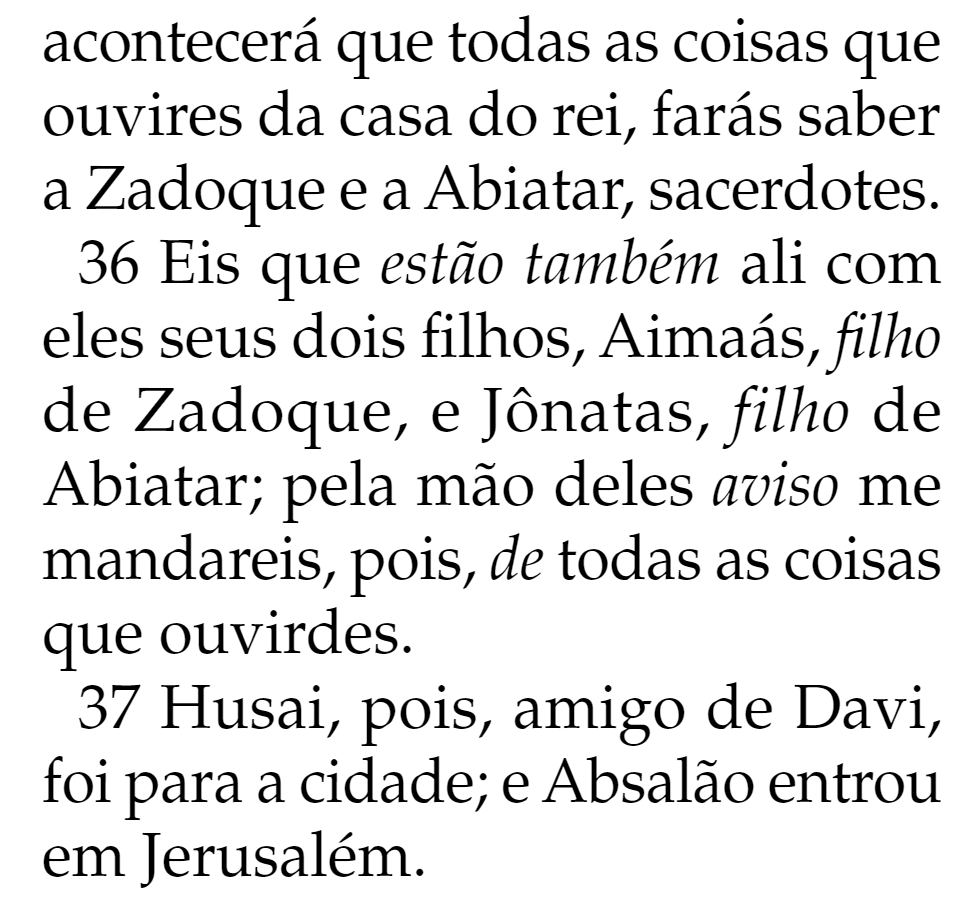 acontecerá que todas as coisas que
ouvires da casa do rei, farás saber
a Zadoque e a Abiatar, sacerdotes.
36 Eis que estão também ali com
eles seus dois filhos, Aimaás, filho
de Zadoque, e Jônatas, filho de
Abiatar; pela mão deles aviso me
mandareis, pois, de todas as coisas
que ouvirdes.
37 Husai, pois, amigo de Davi,
foi para a cidade; e Absalão entrou
em Jerusalém.